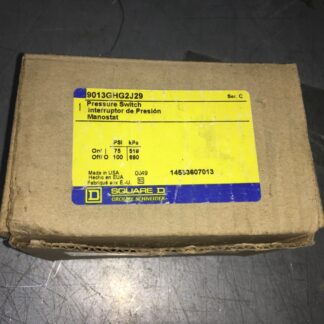 9013GHG2J29 Ser. C
Pressure Switch
Interruptor de Presión
Manostat
PSI kPa
On/ I 75 518
Off/ O 100 690
Made in USA DJ49 14533607013
Hecho en EUA
Fabriqué aux E.-U.
D SQUARE D
GROUPE SCHNEIDER